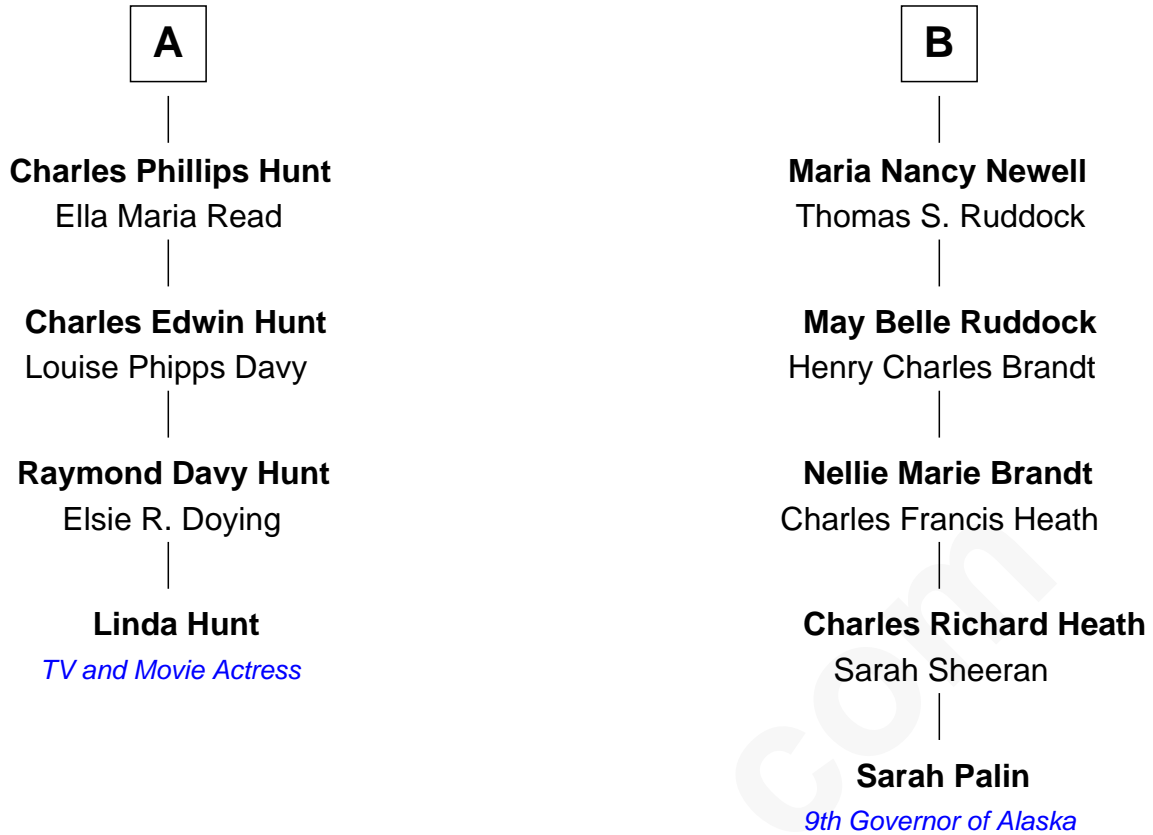 A
Charles Phillips Hunt
Ella Maria Read
Charles Edwin Hunt
Louise Phipps Davy
Raymond Davy Hunt
Elsie R. Doying
Linda Hunt
TV and Movie Actress
B
Maria Nancy Newell
Thomas S. Ruddock
May Belle Ruddock
Henry Charles Brandt
Nellie Marie Brandt
Charles Francis Heath
Charles Richard Heath
Sarah Sheeran
Sarah Palin
9th Governor of Alaska
com